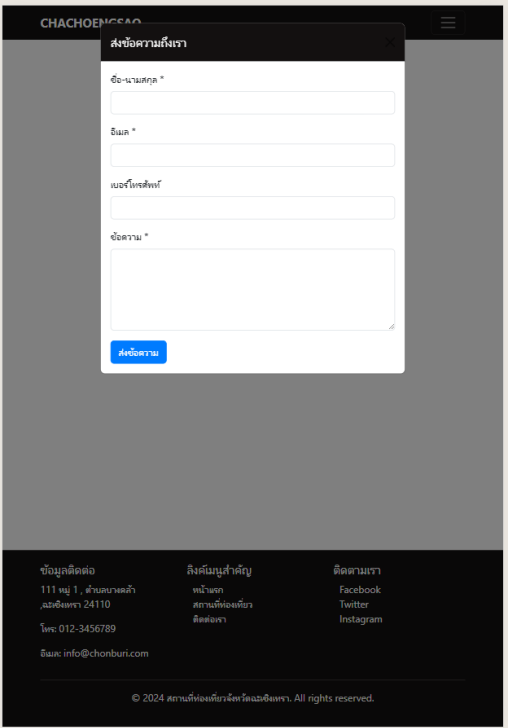 CHACHOENGSAO
ส่งข้อความถึงเรา
ชื่อ-นามสกุล *
อีเมล *
เบอร์โทรศัพท์
ข้อความ *
ส่งข้อความ
ข้อมูลติดต่อ
111 หมู่ 1 , ตำบลบางคล้า
,ฉะเชิงเทรา 24110
โทร: 012-3456789
อีเมล: info@chonburi.com
ลิงค์เมนูสำคัญ
หน้าแรก
สถานที่ท่องเที่ยว
ติดต่อเรา
ติดตามเรา
Facebook
Twitter
Instagram
© 2024 สถานที่ท่องเที่ยวจังหวัดฉะเชิงเทรา. All rights reserved.